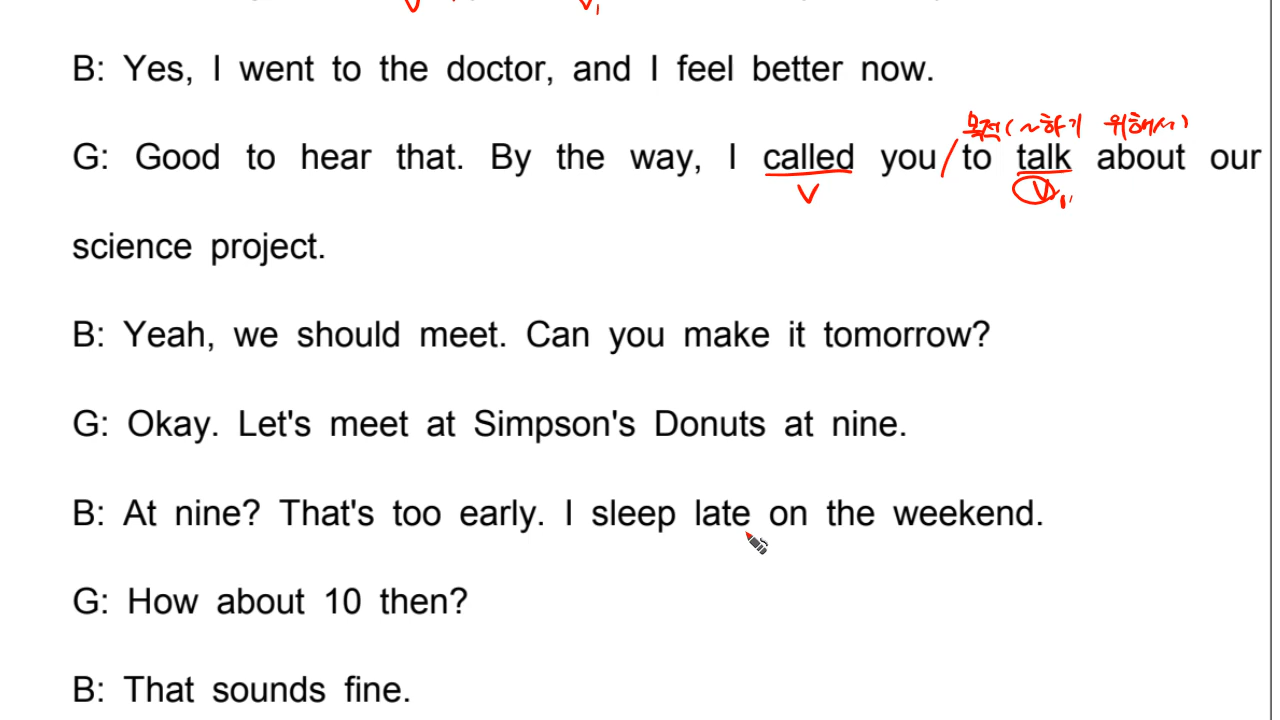 B: Yes, I went to the doctor, and I feel better now.
목적(~하기 위해서)
G: Good to hear that. By the way, I called you / to talk about our
V V₁
science project.
B: Yeah, we should meet. Can you make it tomorrow?
G: Okay. Let's meet at Simpson's Donuts at nine.
B: At nine? That's too early. I sleep late on the weekend.
G: How about 10 then?
B: That sounds fine.